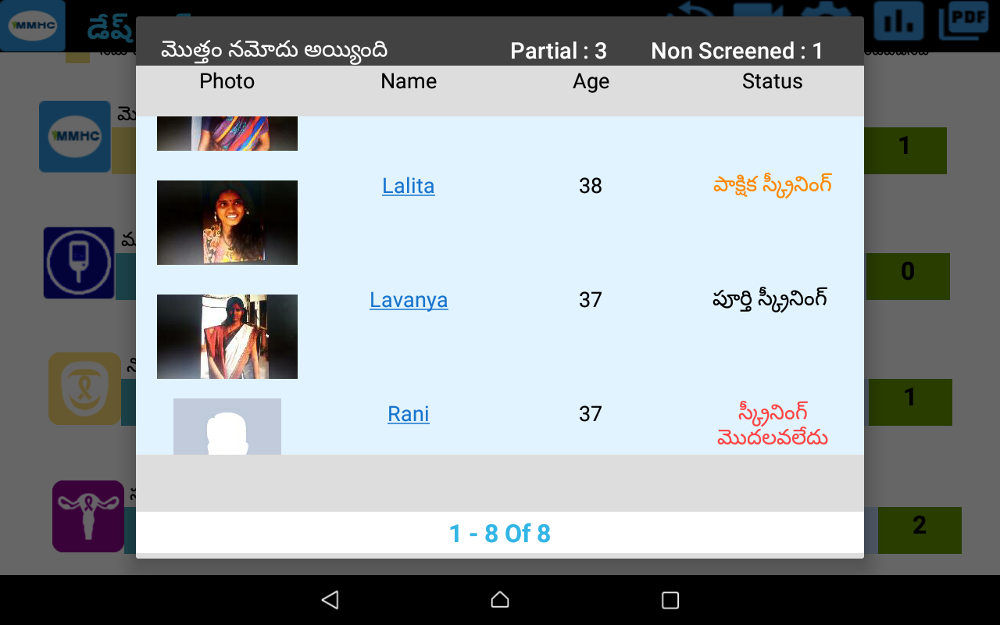 MMHC
PDF
మొత్తం నమోదు అయ్యింది Partial : 3 Non Screened : 1
Photo Name Age Status
MMHC
1
Lalita 38 పాక్షిక స్క్రీనింగ్
0
Lavanya 37 పూర్తి స్క్రీనింగ్
1
Rani 37 స్క్రీనింగ్
మొదలవలేదు
2
1 - 8 Of 8